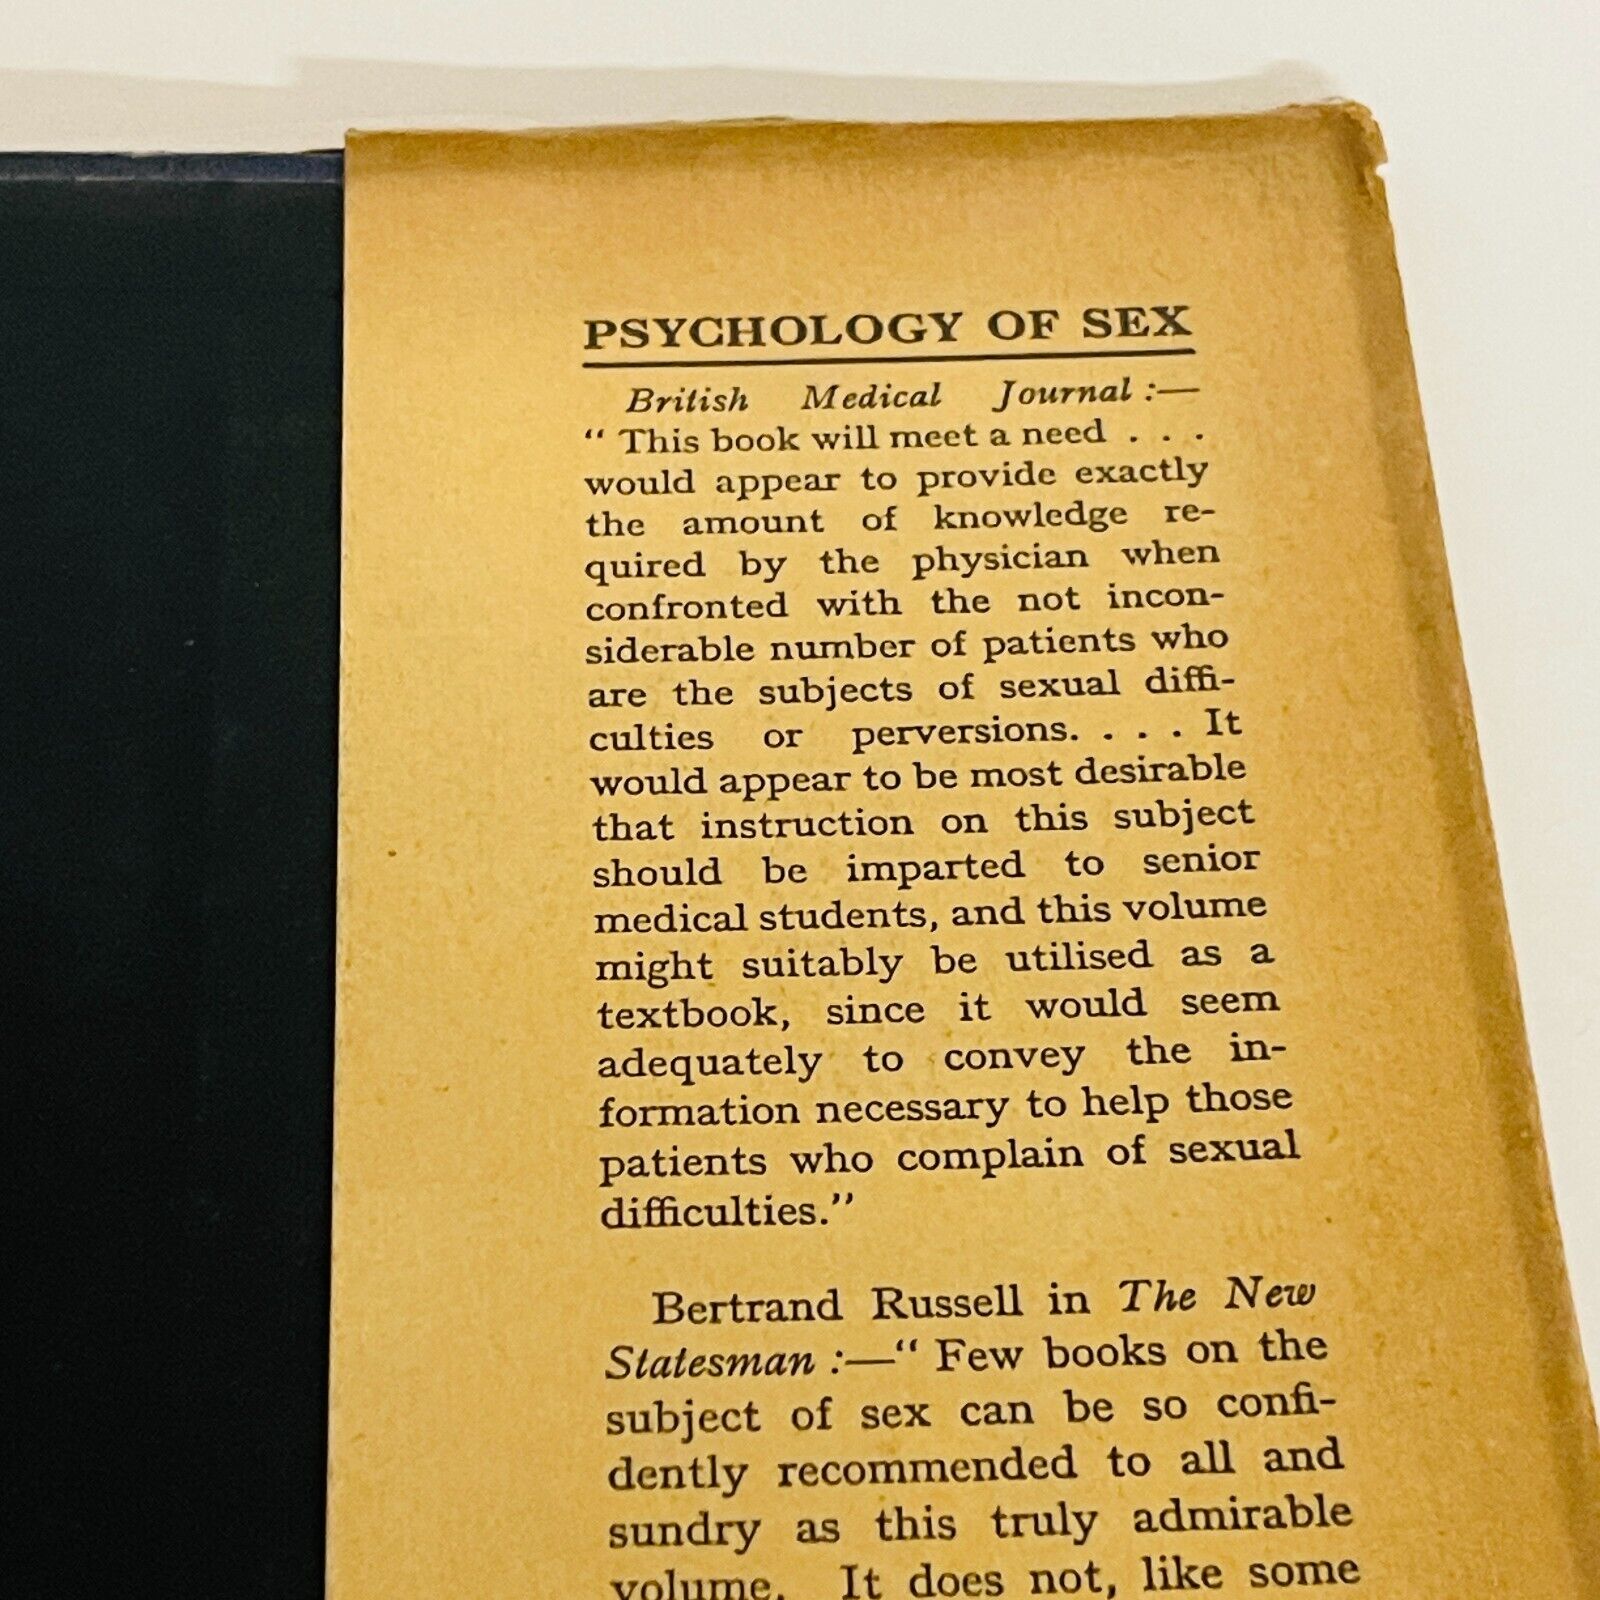 PSYCHOLOGY OF SEX
British Medical Journal :—
“ This book will meet a need . . .
would appear to provide exactly
the amount of knowledge re-
quired by the physician when
confronted with the not incon-
siderable number of patients who
are the subjects of sexual diffi-
culties or perversions. . . . It
would appear to be most desirable
that instruction on this subject
should be imparted to senior
medical students, and this volume
might suitably be utilised as a
textbook, since it would seem
adequately to convey the in-
formation necessary to help those
patients who complain of sexual
difficulties.”
Bertrand Russell in The New
Statesman :—“ Few books on the
subject of sex can be so confi-
dently recommended to all and
sundry as this truly admirable
volume. It does not, like some